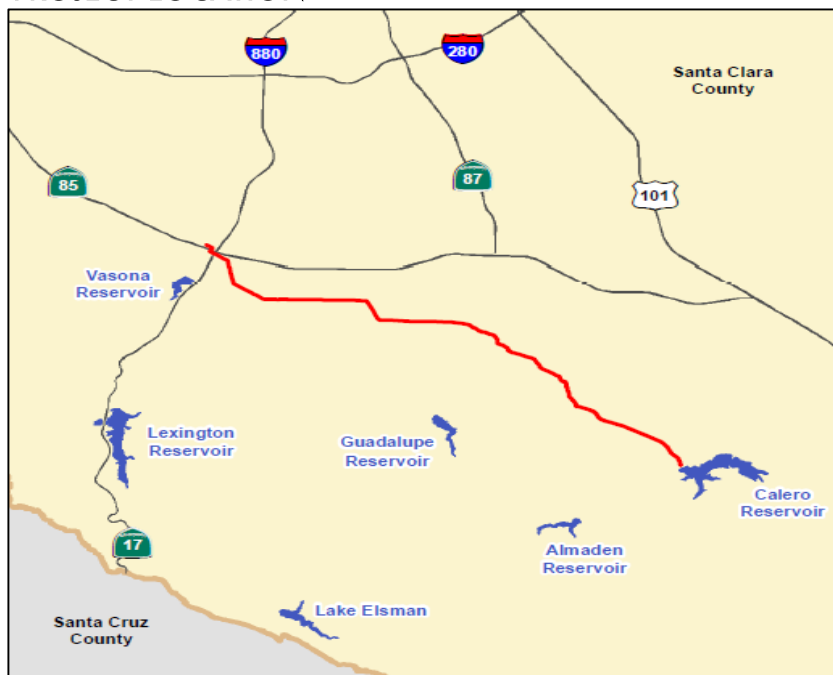 880
280
Santa Clara
County
85
87
101
Vasona
Reservoir
Lexington
Reservoir
Guadalupe
Reservoir
Calero
Reservoir
17
Almaden
Reservoir
Santa Cruz
County
Lake Elsman